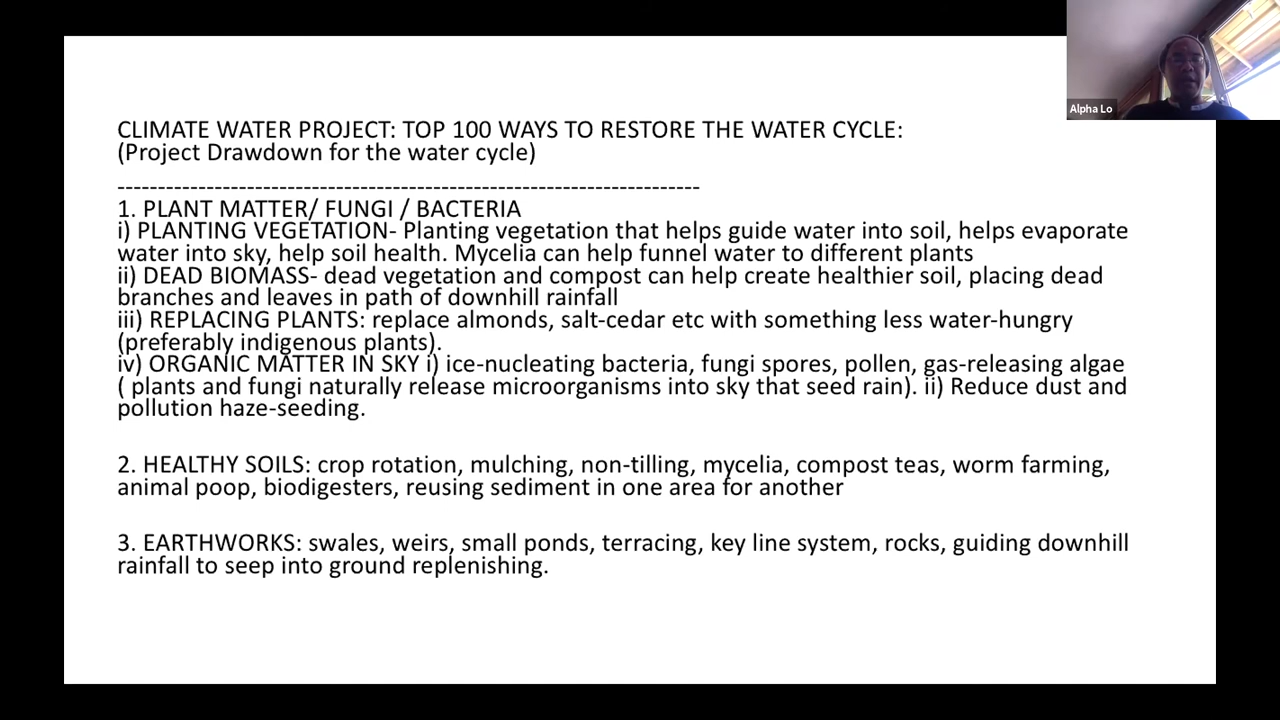 Alpha Lo
CLIMATE WATER PROJECT: TOP 100 WAYS TO RESTORE THE WATER CYCLE:
(Project Drawdown for the water cycle)
------------------------------------------------------------------------
1. PLANT MATTER/ FUNGI / BACTERIA
i) PLANTING VEGETATION- Planting vegetation that helps guide water into soil, helps evaporate
water into sky, help soil health. Mycelia can help funnel water to different plants
ii) DEAD BIOMASS- dead vegetation and compost can help create healthier soil, placing dead
branches and leaves in path of downhill rainfall
iii) REPLACING PLANTS: replace almonds, salt-cedar etc with something less water-hungry
(preferably indigenous plants).
iv) ORGANIC MATTER IN SKY i) ice-nucleating bacteria, fungi spores, pollen, gas-releasing algae
( plants and fungi naturally release microorganisms into sky that seed rain). ii) Reduce dust and
pollution haze-seeding.
2. HEALTHY SOILS: crop rotation, mulching, non-tilling, mycelia, compost teas, worm farming,
animal poop, biodigesters, reusing sediment in one area for another
3. EARTHWORKS: swales, weirs, small ponds, terracing, key line system, rocks, guiding downhill
rainfall to seep into ground replenishing.